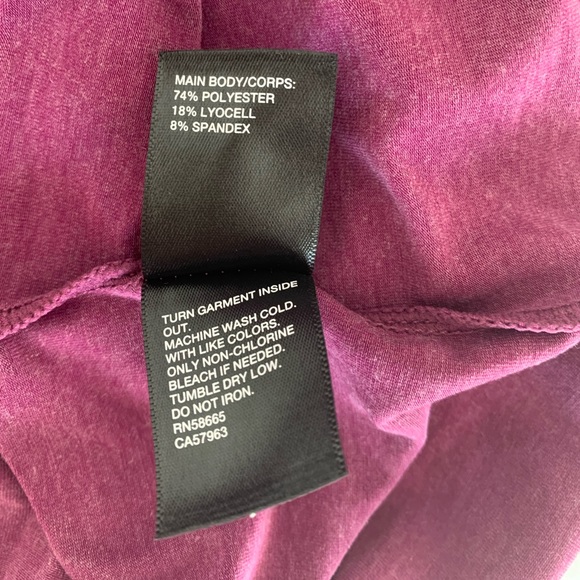 MAIN BODY/CORPS:
74% POLYESTER
18% LYOCELL
8% SPANDEX
TURN GARMENT INSIDE
OUT.
MACHINE WASH COLD.
WITH LIKE COLORS.
ONLY NON-CHLORINE
BLEACH IF NEEDED.
TUMBLE DRY LOW.
DO NOT IRON.
RN58665
CA57963